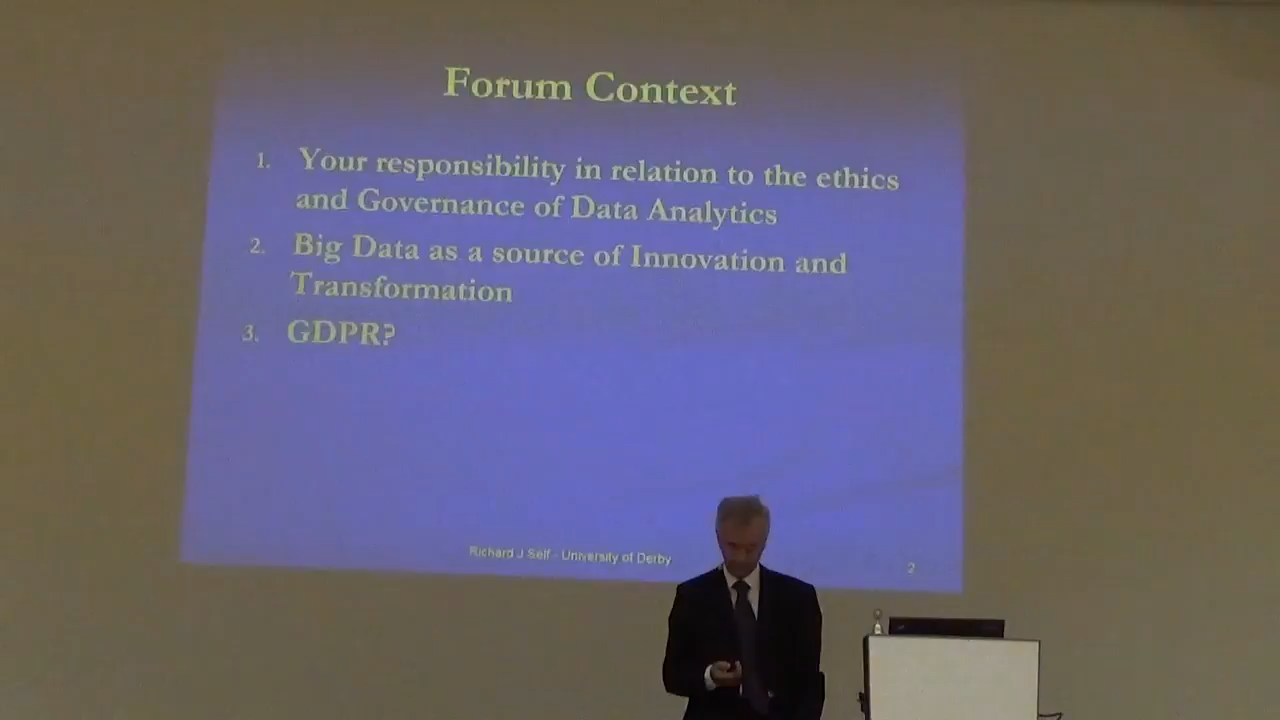 Forum Context
1. Your responsibility in relation to the ethics
and Governance of Data Analytics
2. Big Data as a source of Innovation and
Transformation
3. GDPR?
Richard J Self - University of Derby
2